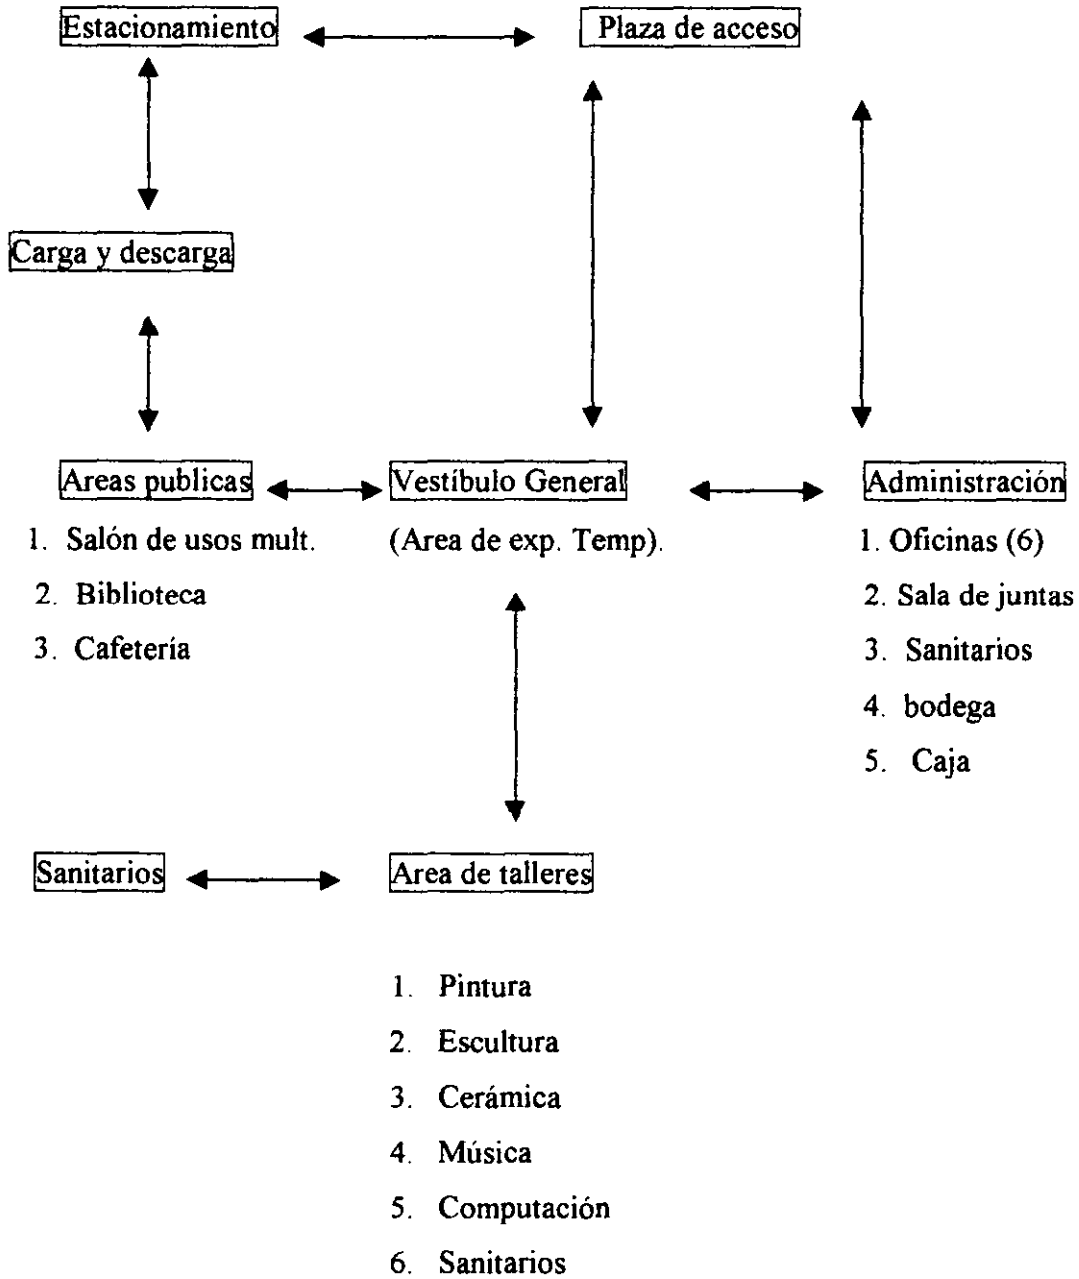 Estacionamiento
Plaza de acceso
Carga y descarga
Areas publicas
1. Salón de usos mult.
2. Biblioteca
3. Cafetería
Vestíbulo General
(Area de exp. Temp).
Administración
1. Oficinas (6)
2. Sala de juntas
3. Sanitarios
4. bodega
5. Caja
Sanitarios
Area de talleres
1. Pintura
2. Escultura
3. Cerámica
4. Música
5. Computación
6. Sanitarios